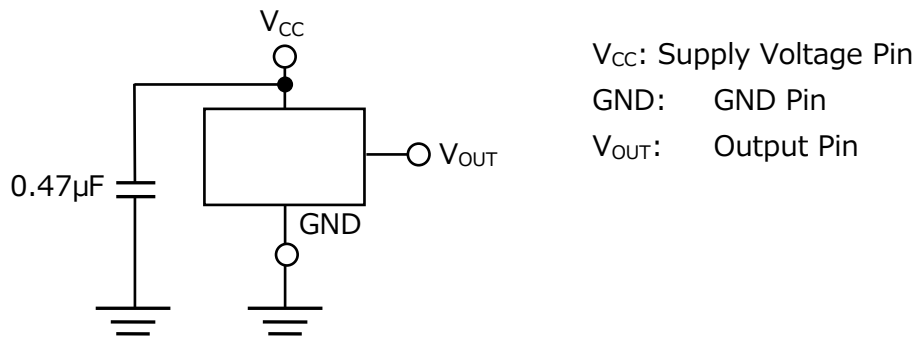 VCC
0.47µF
VOUT
GND
VCC: Supply Voltage Pin
GND: GND Pin
VOUT: Output Pin